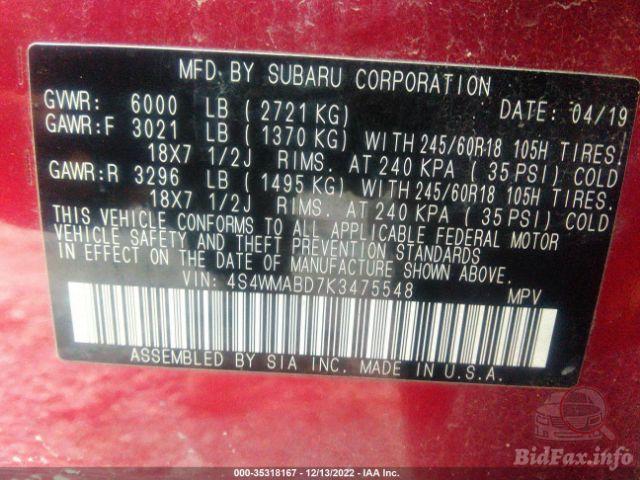 MFD. BY SUBARU CORPORATION
GVWR: 6000 LB ( 2721 KG) DATE: 04/19
GAWR:F 3021 LB ( 1370 KG) WITH 245/60R18 105H TIRES.
18X7 1/2J RIMS. AT 240 KPA ( 35 PSI) COLD
GAWR:R 3296 LB ( 1495 KG) WITH 245/60R18 105H TIRES.
18X7 1/2J RIMS. AT 240 KPA ( 35 PSI) COLD
THIS VEHICLE CONFORMS TO ALL APPLICABLE FEDERAL MOTOR
VEHICLE SAFETY AND THEFT PREVENTION STANDARDS
IN EFFECT ON THE DATE OF MANUFACTURE SHOWN ABOVE.
VIN: 4S4WMABD7K3475548 MPV
ASSEMBLED BY SIA INC. MADE IN U.S.A.
BidFax.info
000-35318167 - 12/13/2022 - IAA Inc.